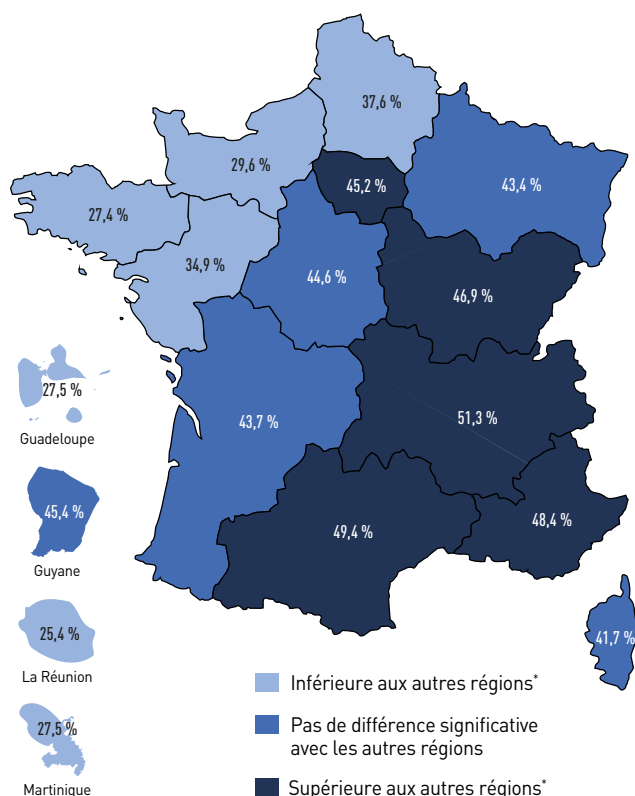 37,6 %
29,6 %
45,2 %
43,4 %
27,4 %
34,9 %
44,6 %
46,9 %
27,5 %
Guadeloupe
43,7 %
51,3 %
45,4 %
Guyane
49,4 %
48,4 %
25,4 %
La Réunion
41,7 %
27,5 %
Martinique
Inférieure aux autres régions*
Pas de différence significative
avec les autres régions
Supérieure aux autres régions*